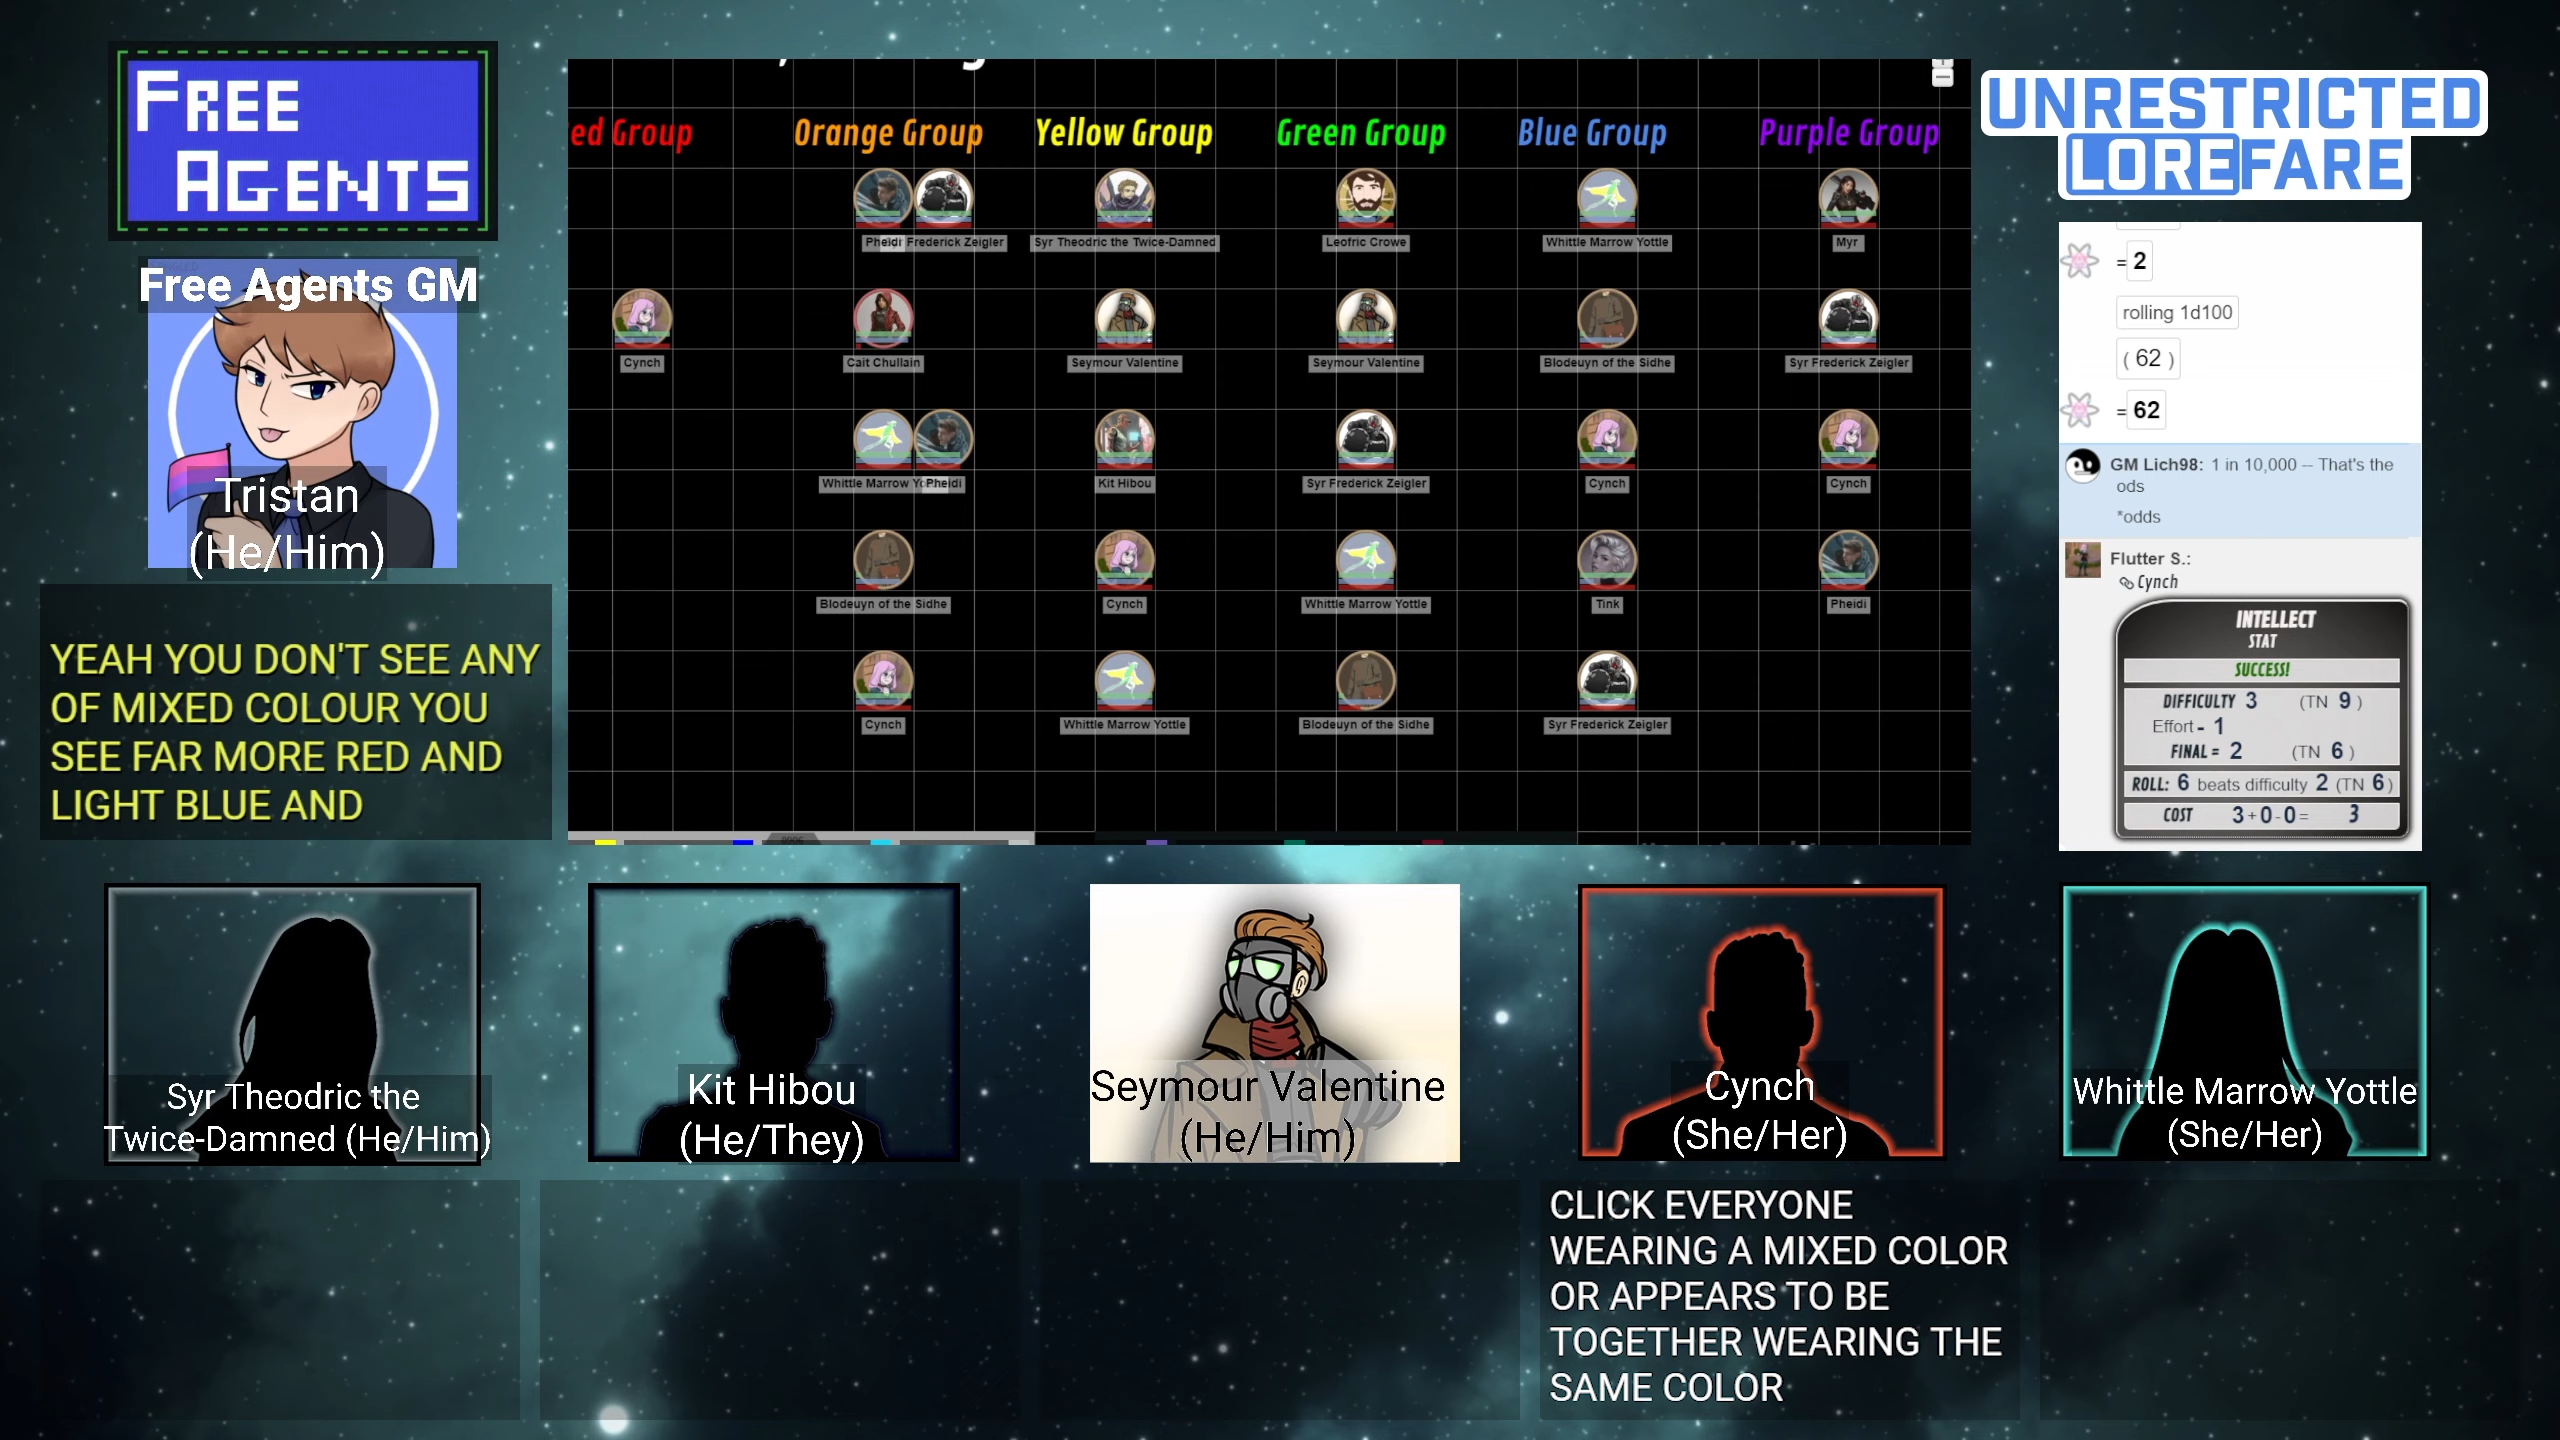 FREE
AGENTS
Free Agents GM
Tristan
(He/Him)
YEAH YOU DON'T SEE ANY
OF MIXED COLOUR YOU
SEE FAR MORE RED AND
LIGHT BLUE AND
ed Group
Orange Group
Yellow Group
Green Group
Blue Group
Purple Group
Pheidi
Frederick Zeigler
Syr Theodric the Twice-Damned
Leofric Crowe
Whittle Marrow Yottle
Myr
Cynch
Cait Chullain
Seymour Valentine
Seymour Valentine
Blodeuyn of the Sidhe
Syr Frederick Zeigler
Whittle Marrow Yo
Pheidi
Kit Hibou
Syr Frederick Zeigler
Cynch
Cynch
Blodeuyn of the Sidhe
Cynch
Whittle Marrow Yottle
Tink
Pheidi
Cynch
Whittle Marrow Yottle
Blodeuyn of the Sidhe
Syr Frederick Zeigler
UNRESTRICTED
LOREFARE
= 2
rolling 1d100
( 62 )
= 62
GM Lich98: 1 in 10,000 -- That's the
ods
*odds
Flutter S.:
Cynch
INTELLECT
STAT
SUCCESS!
DIFFICULTY 3 (TN 9 )
Effort - 1
FINAL = 2 (TN 6 )
ROLL: 6 beats difficulty 2 (TN 6 )
COST 3+0-0= 3
Syr Theodric the
Twice-Damned (He/Him)
Kit Hibou
(He/They)
Seymour Valentine
(He/Him)
Cynch
(She/Her)
Whittle Marrow Yottle
(She/Her)
CLICK EVERYONE
WEARING A MIXED COLOR
OR APPEARS TO BE
TOGETHER WEARING THE
SAME COLOR